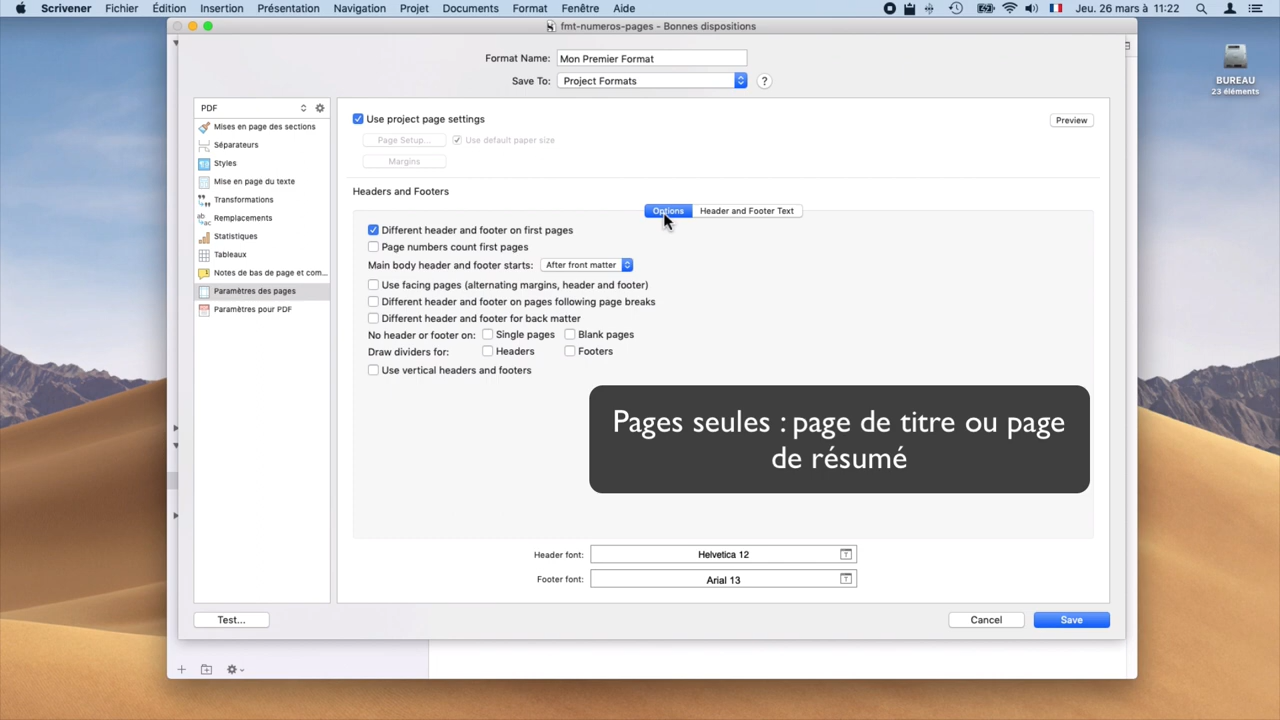 Scrivener Fichier Édition Insertion Présentation Navigation Projet Documents Format Fenêtre Aide Jeu. 26 mars à 11:22
fmt-numeros-pages - Bonnes dispositions
BUREAU
23 éléments
Format Name: Mon Premier Format
Save To: Project Formats ?
PDF
Mises en page des sections
Séparateurs
Styles
Mise en page du texte
Transformations
Remplacements
Statistiques
Tableaux
Notes de bas de page et com...
Paramètres des pages
Paramètres pour PDF
Use project page settings
Preview
Page Setup... Use default paper size
Margins
Headers and Footers
Options Header and Footer Text
Different header and footer on first pages
Page numbers count first pages
Main body header and footer starts: After front matter
Use facing pages (alternating margins, header and footer)
Different header and footer on pages following page breaks
Different header and footer for back matter
No header or footer on: Single pages Blank pages
Draw dividers for: Headers Footers
Use vertical headers and footers
Pages seules : page de titre ou page
de résumé
Header font: Helvetica 12
Footer font: Arial 13
Test... Cancel Save